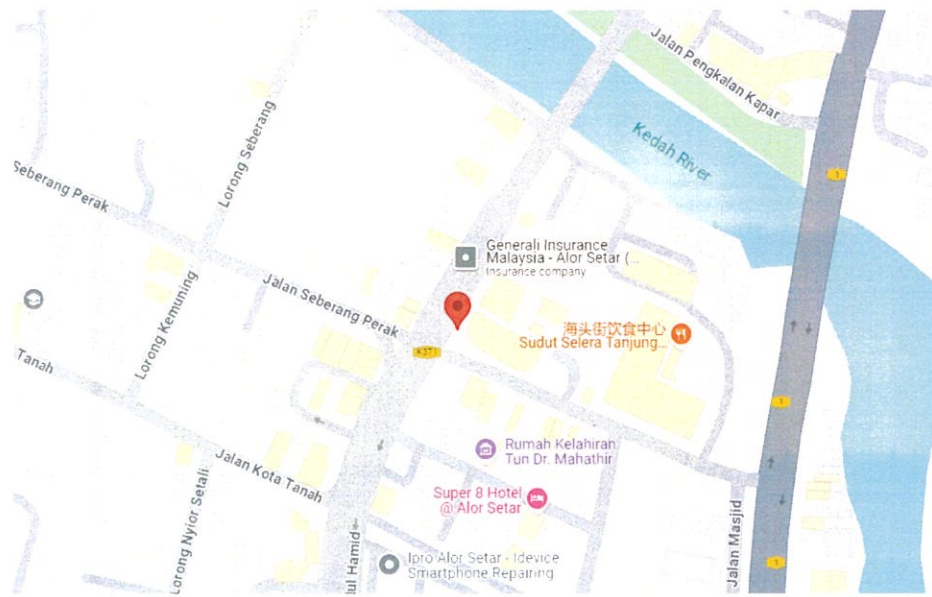 Jalan Pengkalan Kapar
Kedah River
1
Lorong Seberang
Seberang Perak
Generali Insurance
Malaysia - Alor Setar (...
Insurance company
Jalan Seberang Perak
Lorong Kemuning
海头街饮食中心
Sudut Selera Tanjung...
K371
Tanah
1
Rumah Kelahiran
Tun Dr. Mahathir
Jalan Kota Tanah
Super 8 Hotel
@ Alor Setar
Lorong Nyior Setali
lul Hamid
Ipro Alor Setar - Idevice
Smartphone Repairing
Jalan Masjid
1